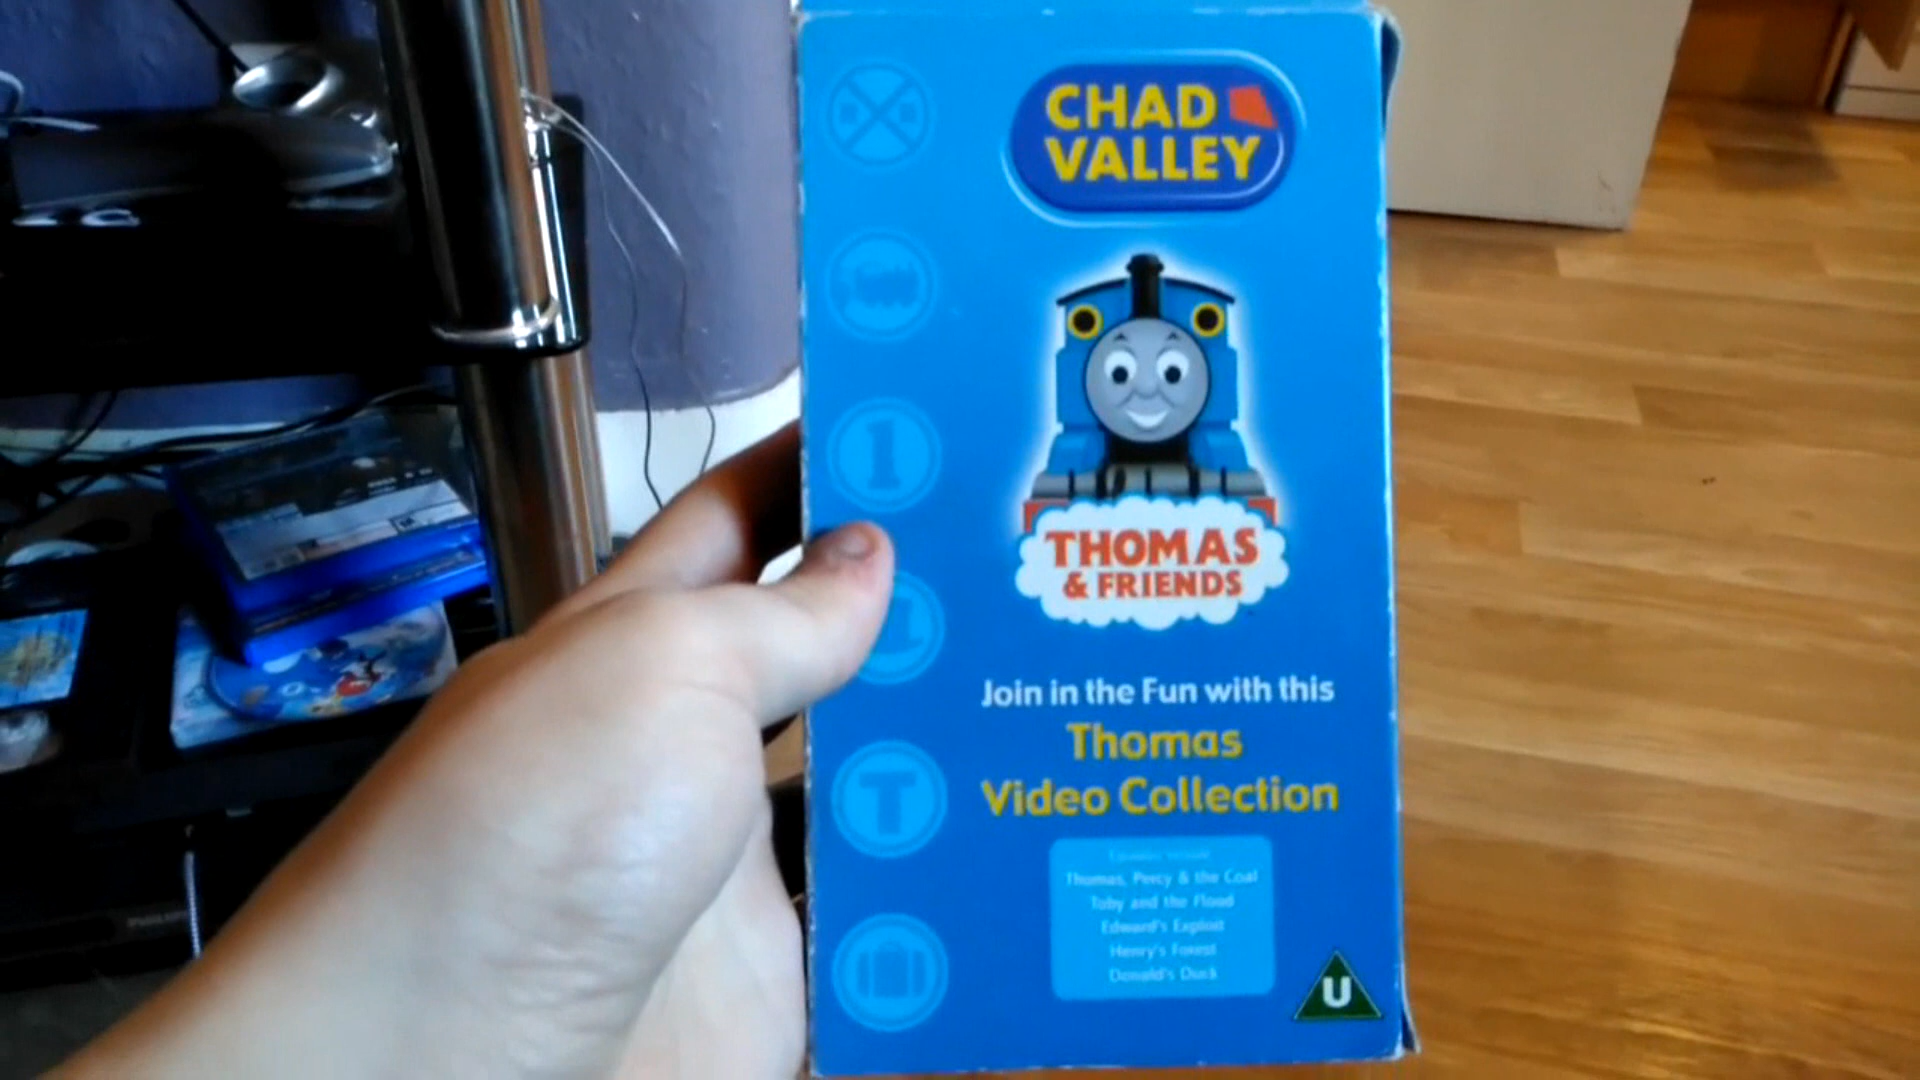 CHAD
VALLEY
1
THOMAS
& FRIENDS
Join in the Fun with this
Thomas
Video Collection
T
Thomas, Percy & the Coal
Toby and the Flood
Edward's Exploit
Henry's Forest
Donald's Duck
U